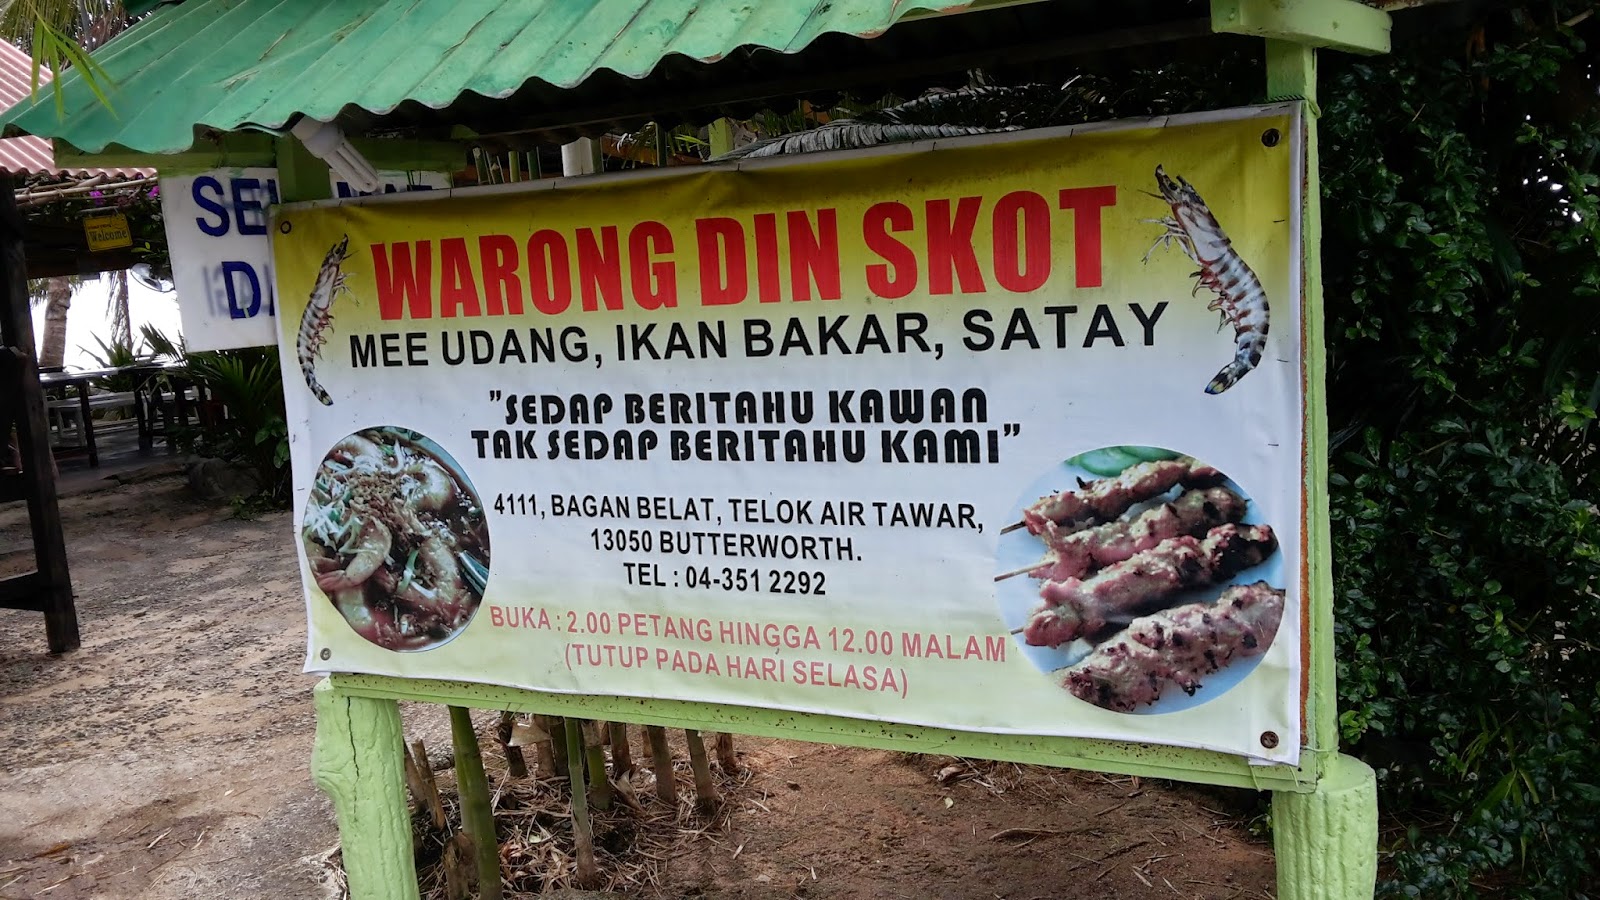 Welcome
WARONG DIN SKOT
MEE UDANG, IKAN BAKAR, SATAY
"SEDAP BERITAHU KAWAN
TAK SEDAP BERITAHU KAMI"
4111, BAGAN BELAT, TELOK AIR TAWAR,
13050 BUTTERWORTH.
TEL : 04-351 2292
BUKA : 2.00 PETANG HINGGA 12.00 MALAM
(TUTUP PADA HARI SELASA)